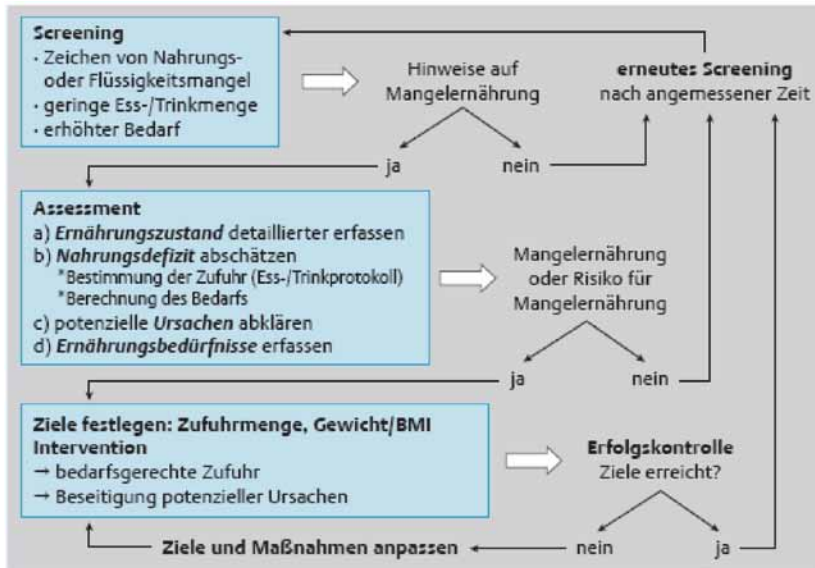 Screening
· Zeichen von Nahrungs-
oder Flüssigkeitsmangel
· geringe Ess-/Trinkmenge
· erhöhter Bedarf
Hinweise auf
Mangelernährung
erneutes Screening
nach angemessener Zeit
ja
nein
Assessment
a) Ernährungszustand detaillierter erfassen
b) Nahrungsdefizit abschätzen
*Bestimmung der Zufuhr (Ess-/Trinkprotokoll)
*Berechnung des Bedarfs
c) potenzielle Ursachen abklären
d) Ernährungsbedürfnisse erfassen
Mangelernährung
oder Risiko für
Mangelernährung
ja
nein
Ziele festlegen: Zufuhrmenge, Gewicht/BMI
Intervention
→ bedarfsgerechte Zufuhr
→ Beseitigung potenzieller Ursachen
Erfolgskontrolle
Ziele erreicht?
Ziele und Maßnahmen anpassen
nein
ja